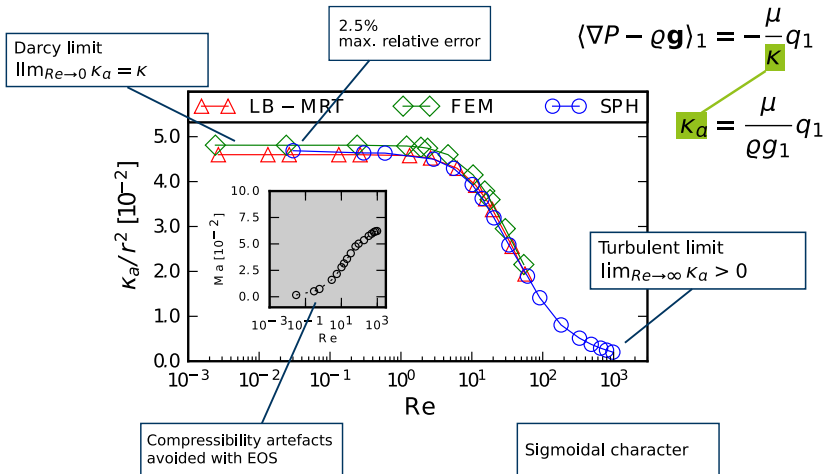 2.5%
max. relative error
Darcy limit
lim_{Re→0} κ_a = κ
⟨∇P − ϱ𝐠⟩₁ = −(μ/κ) q₁
κ_a = (μ/(ϱg₁)) q₁
LB − MRT FEM SPH
κ_a/r² [10⁻²]
5.0
4.0
3.0
2.0
1.0
0.0
10⁻³ 10⁻² 10⁻¹ 10⁰ 10¹ 10² 10³
Re
Ma [10⁻²]
10.0
7.5
5.0
2.5
0.0
10⁻³ 10⁻¹ 10¹ 10³
Re
Turbulent limit
lim_{Re→∞} κ_a > 0
Compressibility artefacts
avoided with EOS
Sigmoidal character